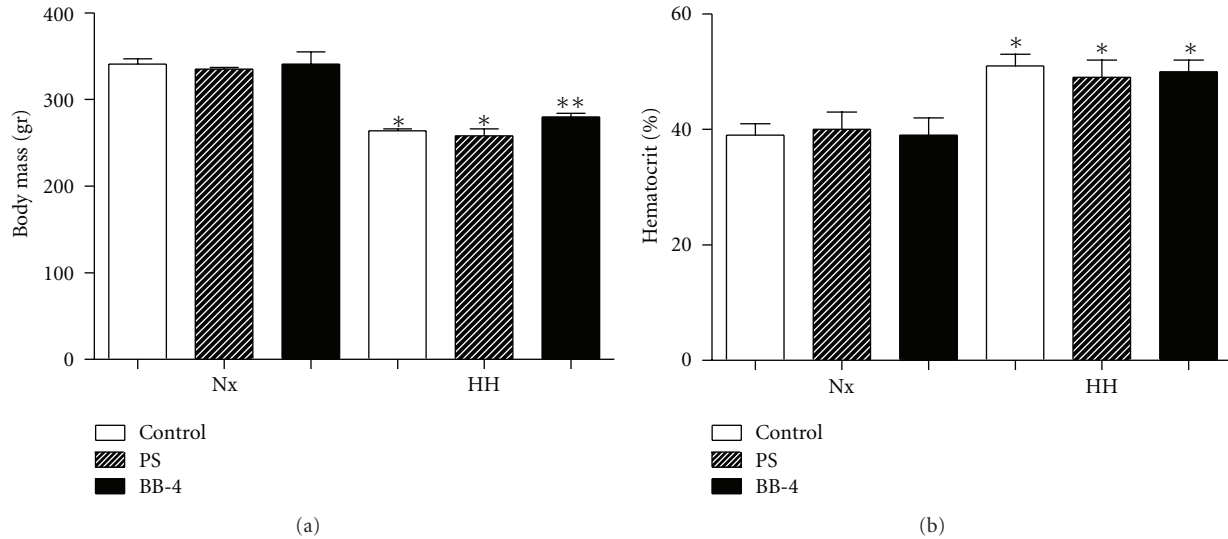 400
300
200
100
0
Body mass (gr)
*
*
**
Nx
HH
Control
PS
BB-4
(a)
60
40
20
0
Hematocrit (%)
*
*
*
Nx
HH
Control
PS
BB-4
(b)